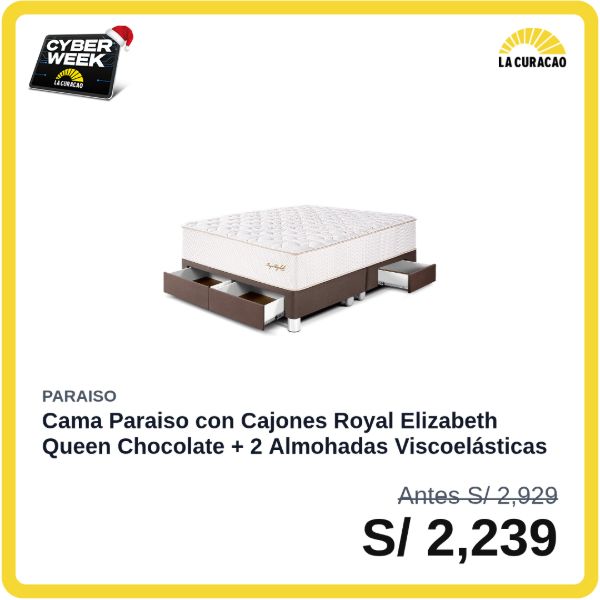 CYBER
WEEK
LA CURACAO
LA CURACAO
PARAISO
Cama Paraiso con Cajones Royal Elizabeth
Queen Chocolate + 2 Almohadas Viscoelásticas
Antes S/ 2,929
S/ 2,239